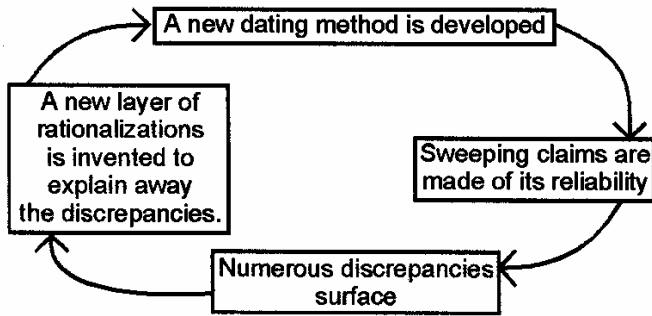 A new dating method is developed
Sweeping claims are
made of its reliability
Numerous discrepancies
surface
A new layer of
rationalizations
is invented to
explain away
the discrepancies.